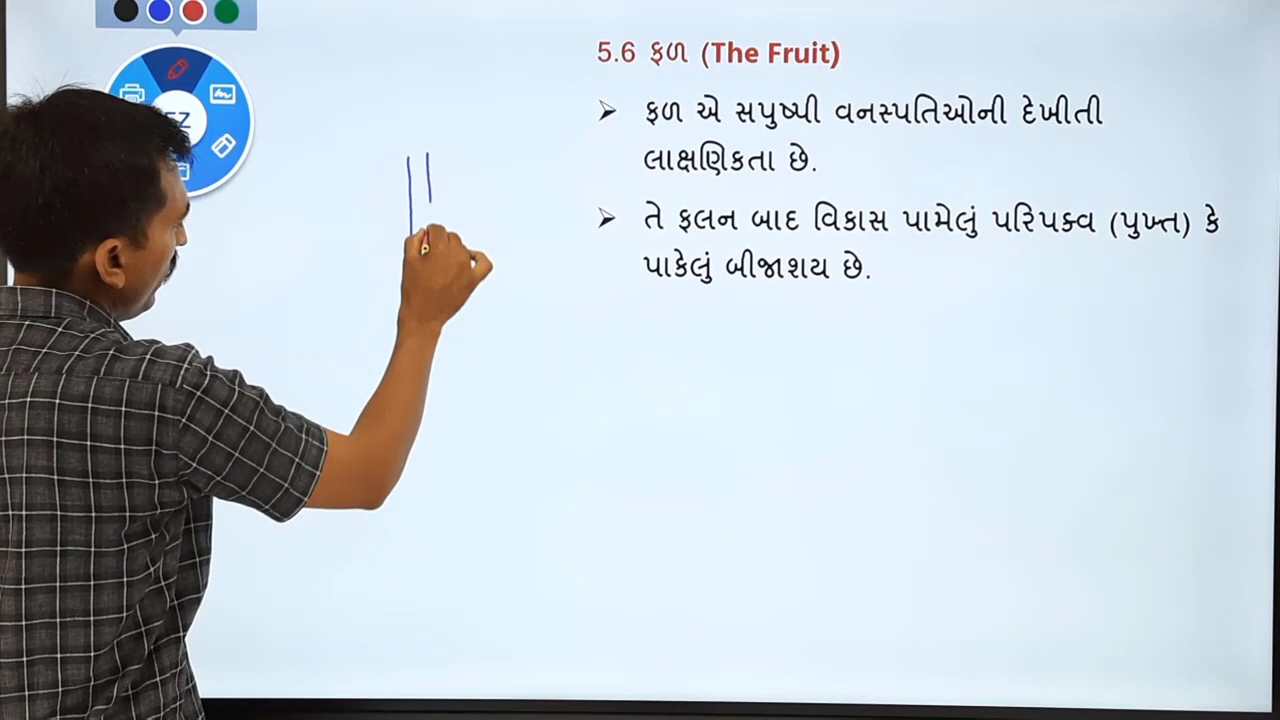 5.6 ફળ (The Fruit)
➢ ફળ એ સપુષ્પી વનસ્પતિઓની દેખીતી
લાક્ષણિકતા છે.
➢ તે ફલન બાદ વિકાસ પામેલું પરિપક્વ (પુખ્ત) કે
પાકેલું બીજાશય છે.